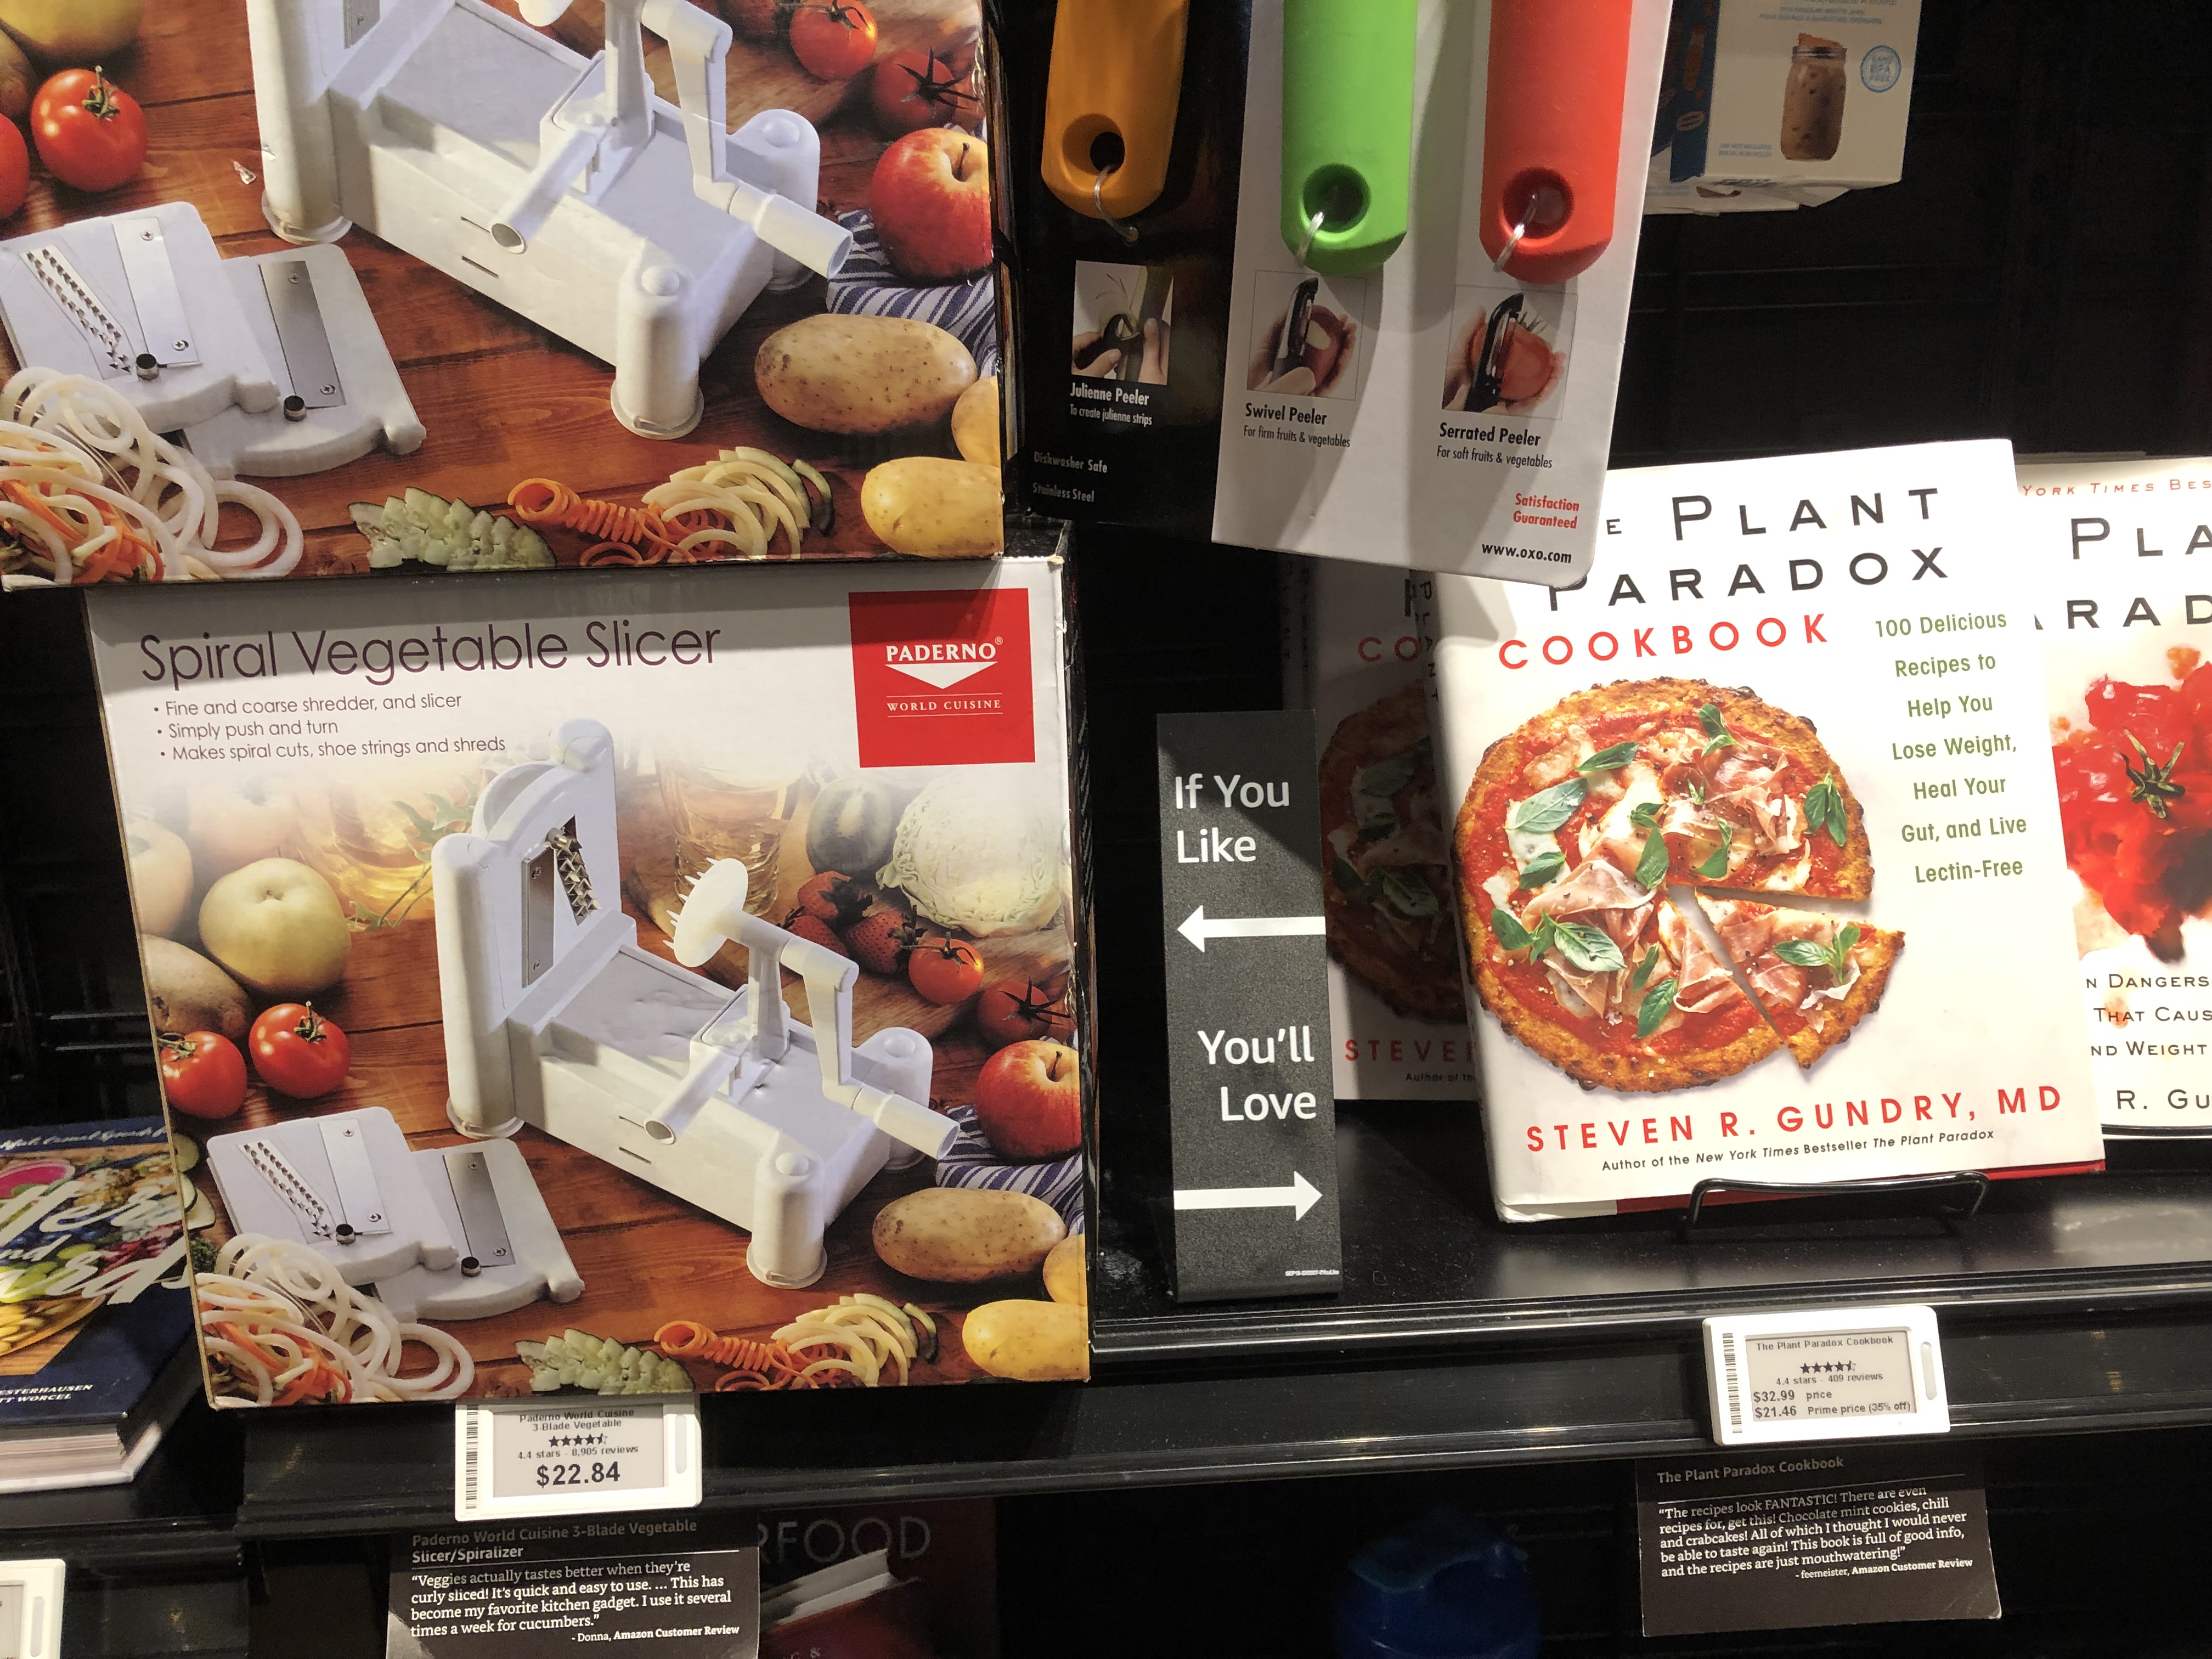 Julienne Peeler
To create julienne strips
Dishwasher Safe
Stainless Steel
Swivel Peeler
For firm fruits & vegetables
Serrated Peeler
For soft fruits & vegetables
Satisfaction
Guaranteed
www.oxo.com
Spiral Vegetable Slicer
• Fine and coarse shredder, and slicer
• Simply push and turn
• Makes spiral cuts, shoe strings and shreds
PADERNO®
WORLD CUISINE
If You
Like
You'll
Love
E PLANT
PARADOX
COOKBOOK
100 Delicious
Recipes to
Help You
Lose Weight,
Heal Your
Gut, and Live
Lectin-Free
STEVEN R. GUNDRY, MD
Author of the New York Times Bestseller The Plant Paradox
YORK TIMES BES
PLA
RAD
N DANGERS
THAT CAUS
ND WEIGHT
R. GU
CO
STEVE
Author of th
ESTERHAUSEN
TT WORCEL
Paderno World Cuisine
3-Blade Vegetable
4.4 stars - 8,905 reviews
$22.84
Paderno World Cuisine 3-Blade Vegetable
Slicer/Spiralizer
"Veggies actually tastes better when they're
curly sliced! It's quick and easy to use. ... This has
become my favorite kitchen gadget. I use it several
times a week for cucumbers."
- Donna, Amazon Customer Review
RFOOD
The Plant Paradox Cookbook
4.4 stars - 489 reviews
$32.99 price
$21.46 Prime price (35% off)
The Plant Paradox Cookbook
"The recipes look FANTASTIC! There are even
recipes for, get this! Chocolate mint cookies, chili
and crabcakes! All of which I thought I would never
be able to taste again! This book is full of good info,
and the recipes are just mouthwatering!"
- feemeister, Amazon Customer Review